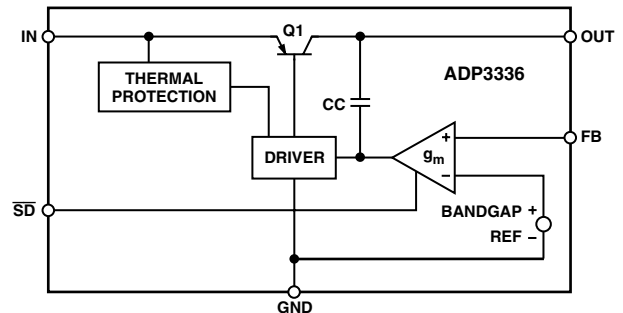 Q1
IN
OUT
THERMAL
PROTECTION
ADP3336
CC
+
FB
DRIVER
gm
–
SD
BANDGAP +
REF –
GND